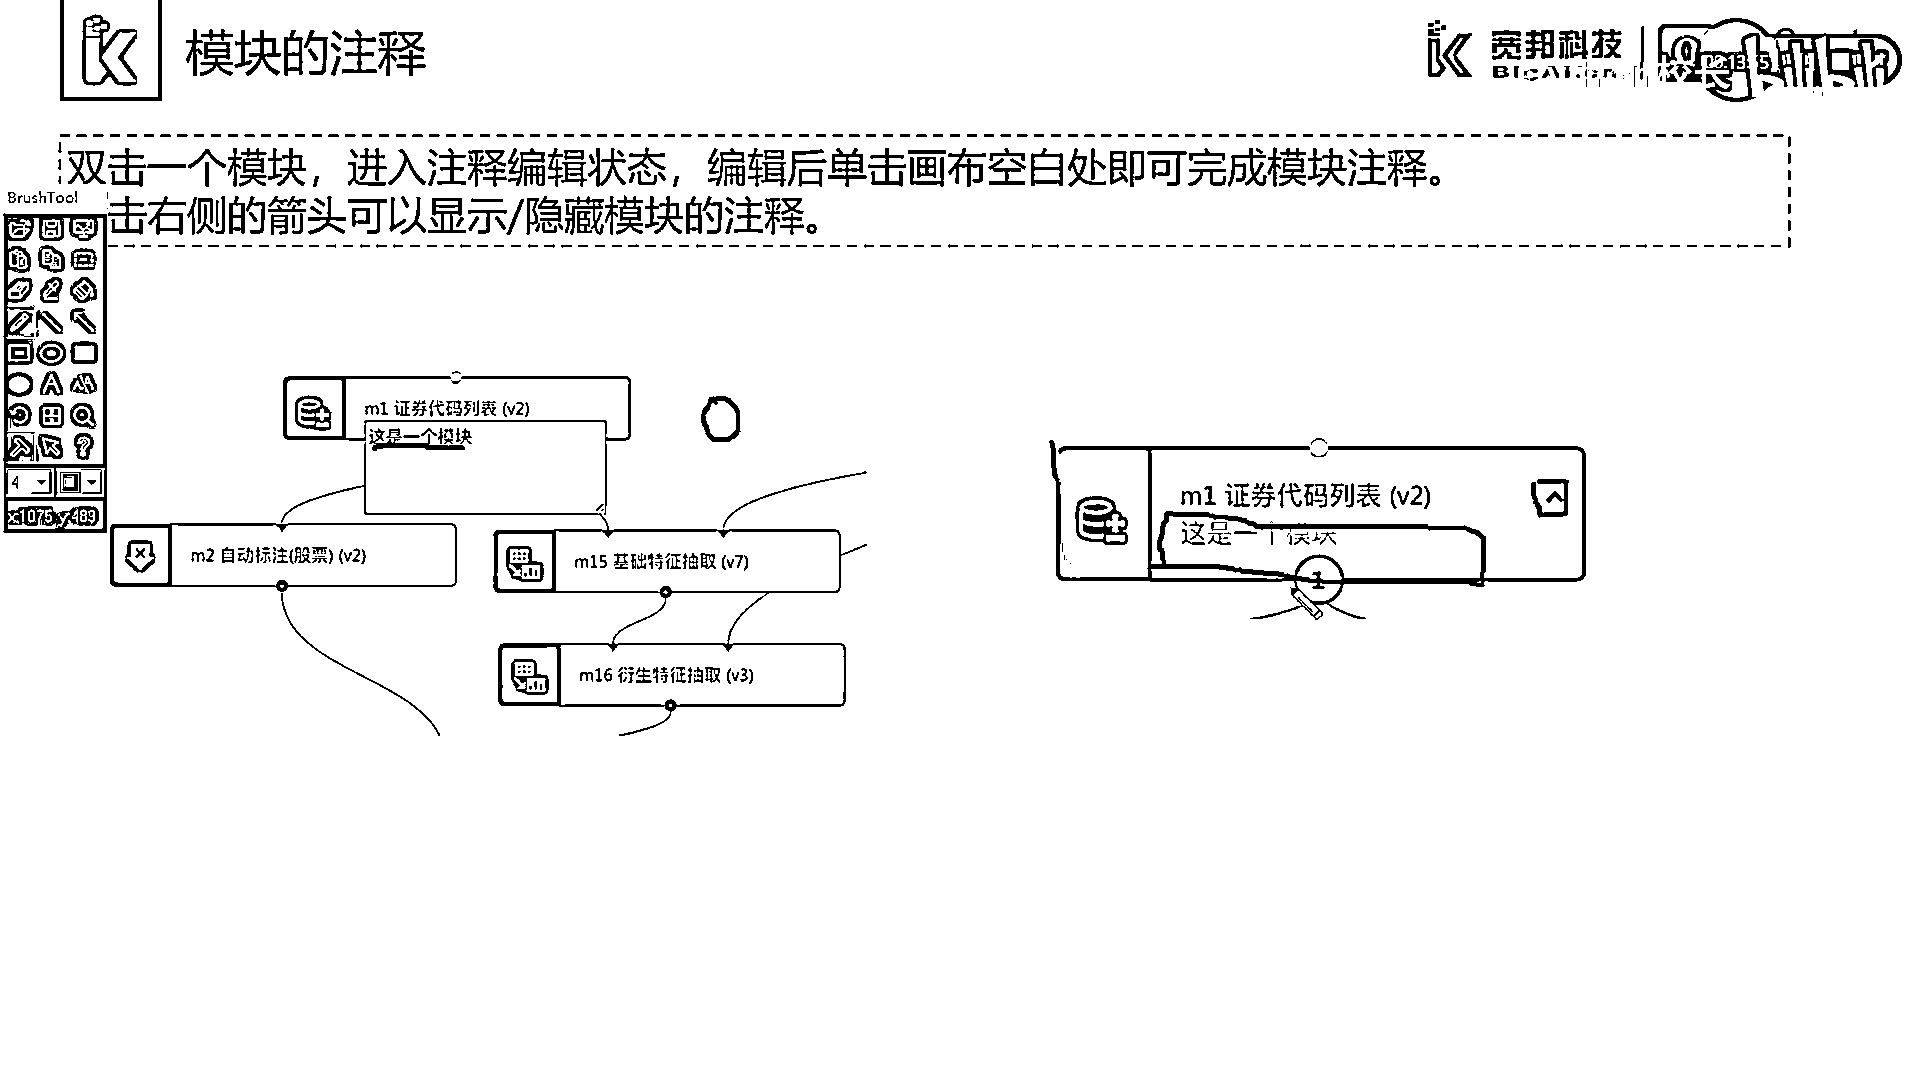 模块的注释
宽邦科技
双击一个模块，进入注释编辑状态，编辑后单击画布空白处即可完成模块注释。
BrushTool
击右侧的箭头可以显示/隐藏模块的注释。
m1 证券代码列表 (v2)
这是一个模块
m1 证券代码列表 (v2)
这是一个模块
4
x1075 y489
m2 自动标注(股票) (v2)
m15 基础特征抽取 (v7)
1
m16 衍生特征抽取 (v3)